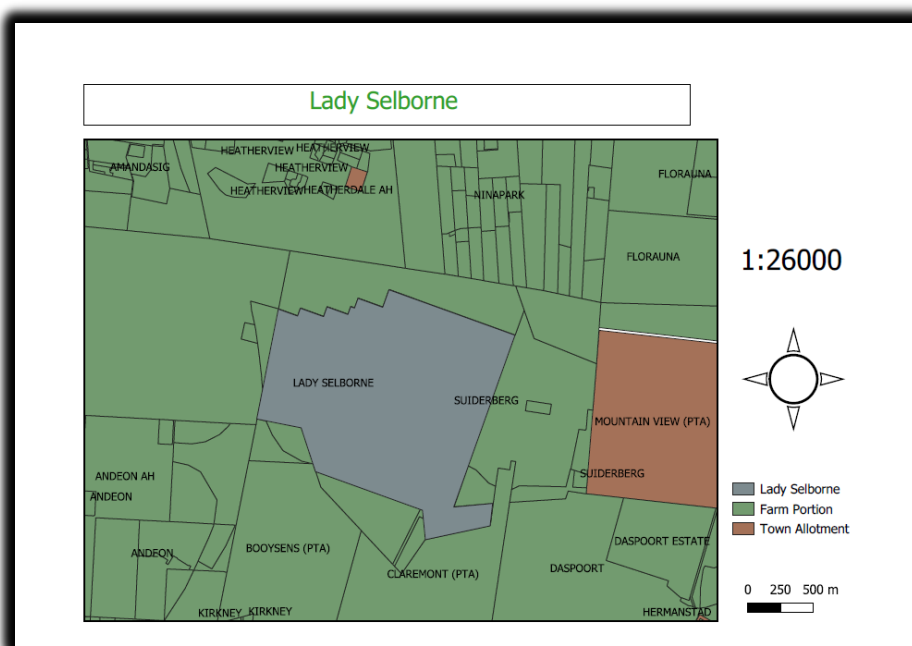 Lady Selborne
HEATHERVIEW HEATHERVIEW
AMANDASIG
HEATHERVIEW
FLORAUNA
HEATHERVIEW HEATHERDALE AH
NINAPARK
FLORAUNA
1:26000
LADY SELBORNE
SUIDERBERG
MOUNTAIN VIEW (PTA)
ANDEON AH
SUIDERBERG
ANDEON
Lady Selborne
Farm Portion
Town Allotment
DASPOORT ESTATE
BOOYSENS (PTA)
ANDEON
DASPOORT
CLAREMONT (PTA)
0 250 500 m
KIRKNEY KIRKNEY
HERMANSTAD